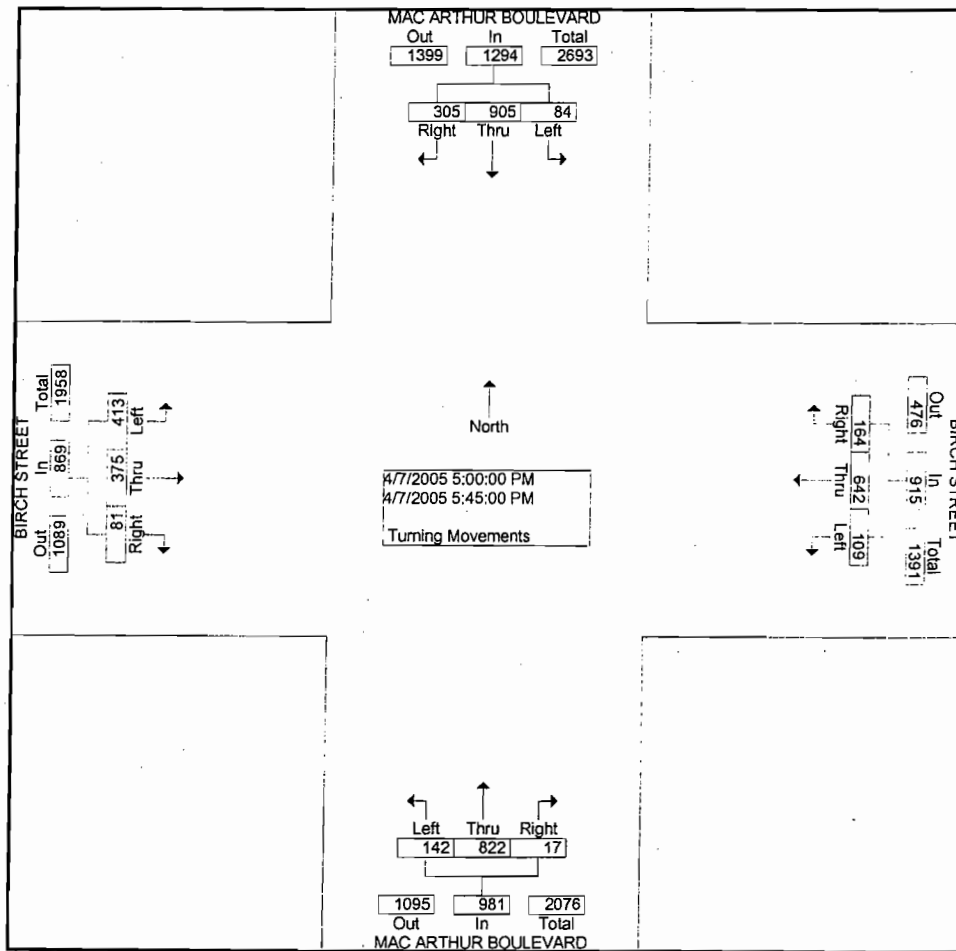 MAC ARTHUR BOULEVARD
Out In Total
1399 1294 2693
305 905 84
Right Thru Left
BIRCH STREET
Total In Out
1958 869 1089
413 375 81
Left Thru Right
North
4/7/2005 5:00:00 PM
4/7/2005 5:45:00 PM
Turning Movements
Right Thru Left
164 642 109
476 915 1391
Out In Total
BIRCH STREET
Left Thru Right
142 822 17
1095 981 2076
Out In Total
MAC ARTHUR BOULEVARD